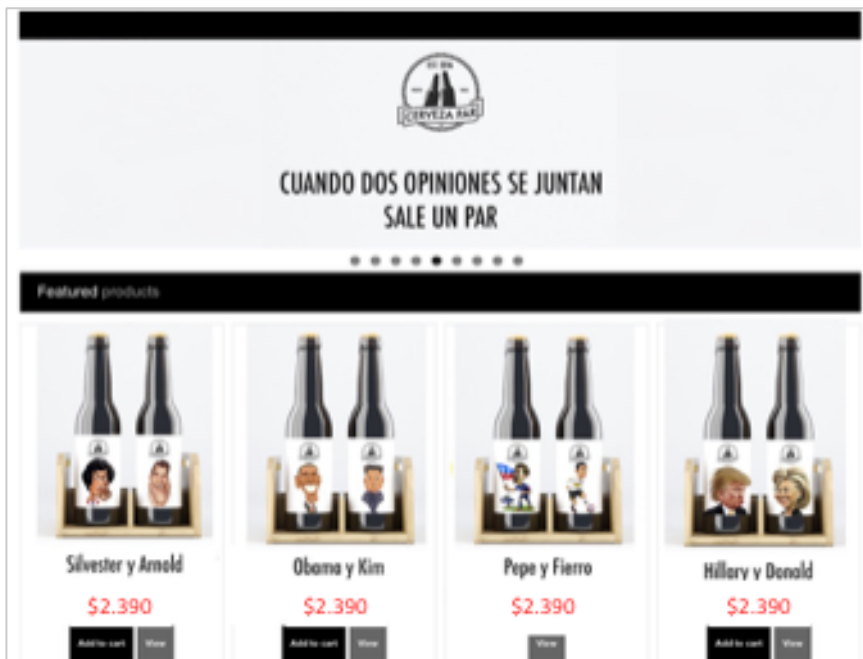 CERVEZA PAR
CUANDO DOS OPINIONES SE JUNTAN
SALE UN PAR
Featured products
Silvester y Arnold
Obama y Kim
Pepe y Fierro
Hillary y Donald
$2.390
$2.390
$2.390
$2.390
Add to cart View
Add to cart View
View
Add to cart View